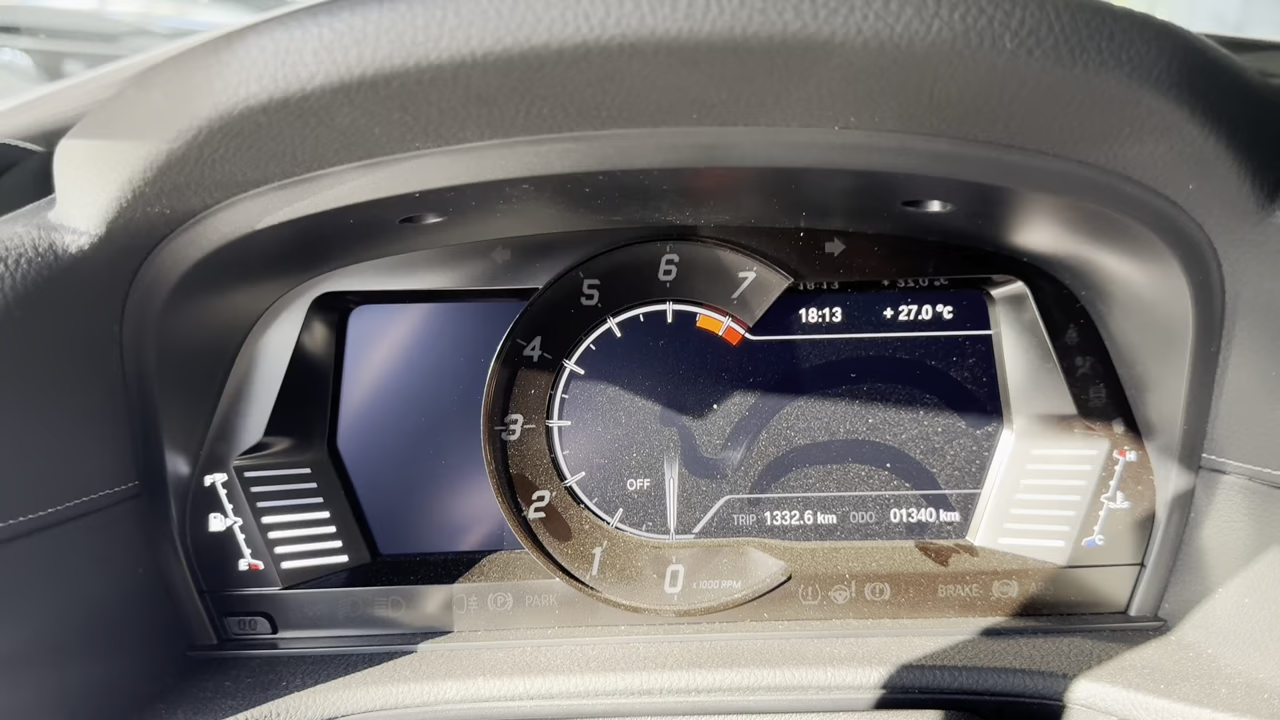 7
6
5
4
3
2
1
0
x1000 RPM
18:13 + 27.0 °C
OFF
TRIP 1332.6 km ODO 01340 km
F
E
H
C
PARK
BRAKE